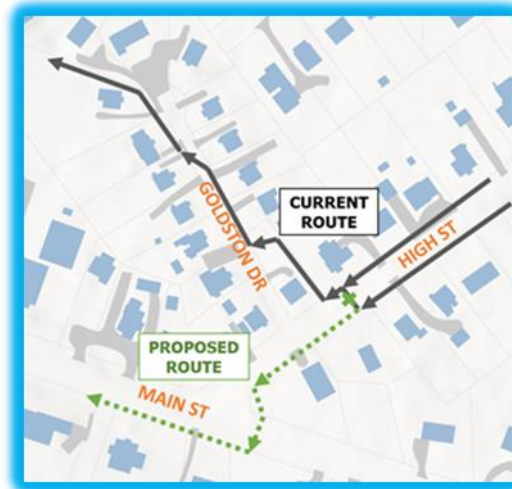 CURRENT
ROUTE
GOLDSTON DR
HIGH ST
PROPOSED
ROUTE
MAIN ST